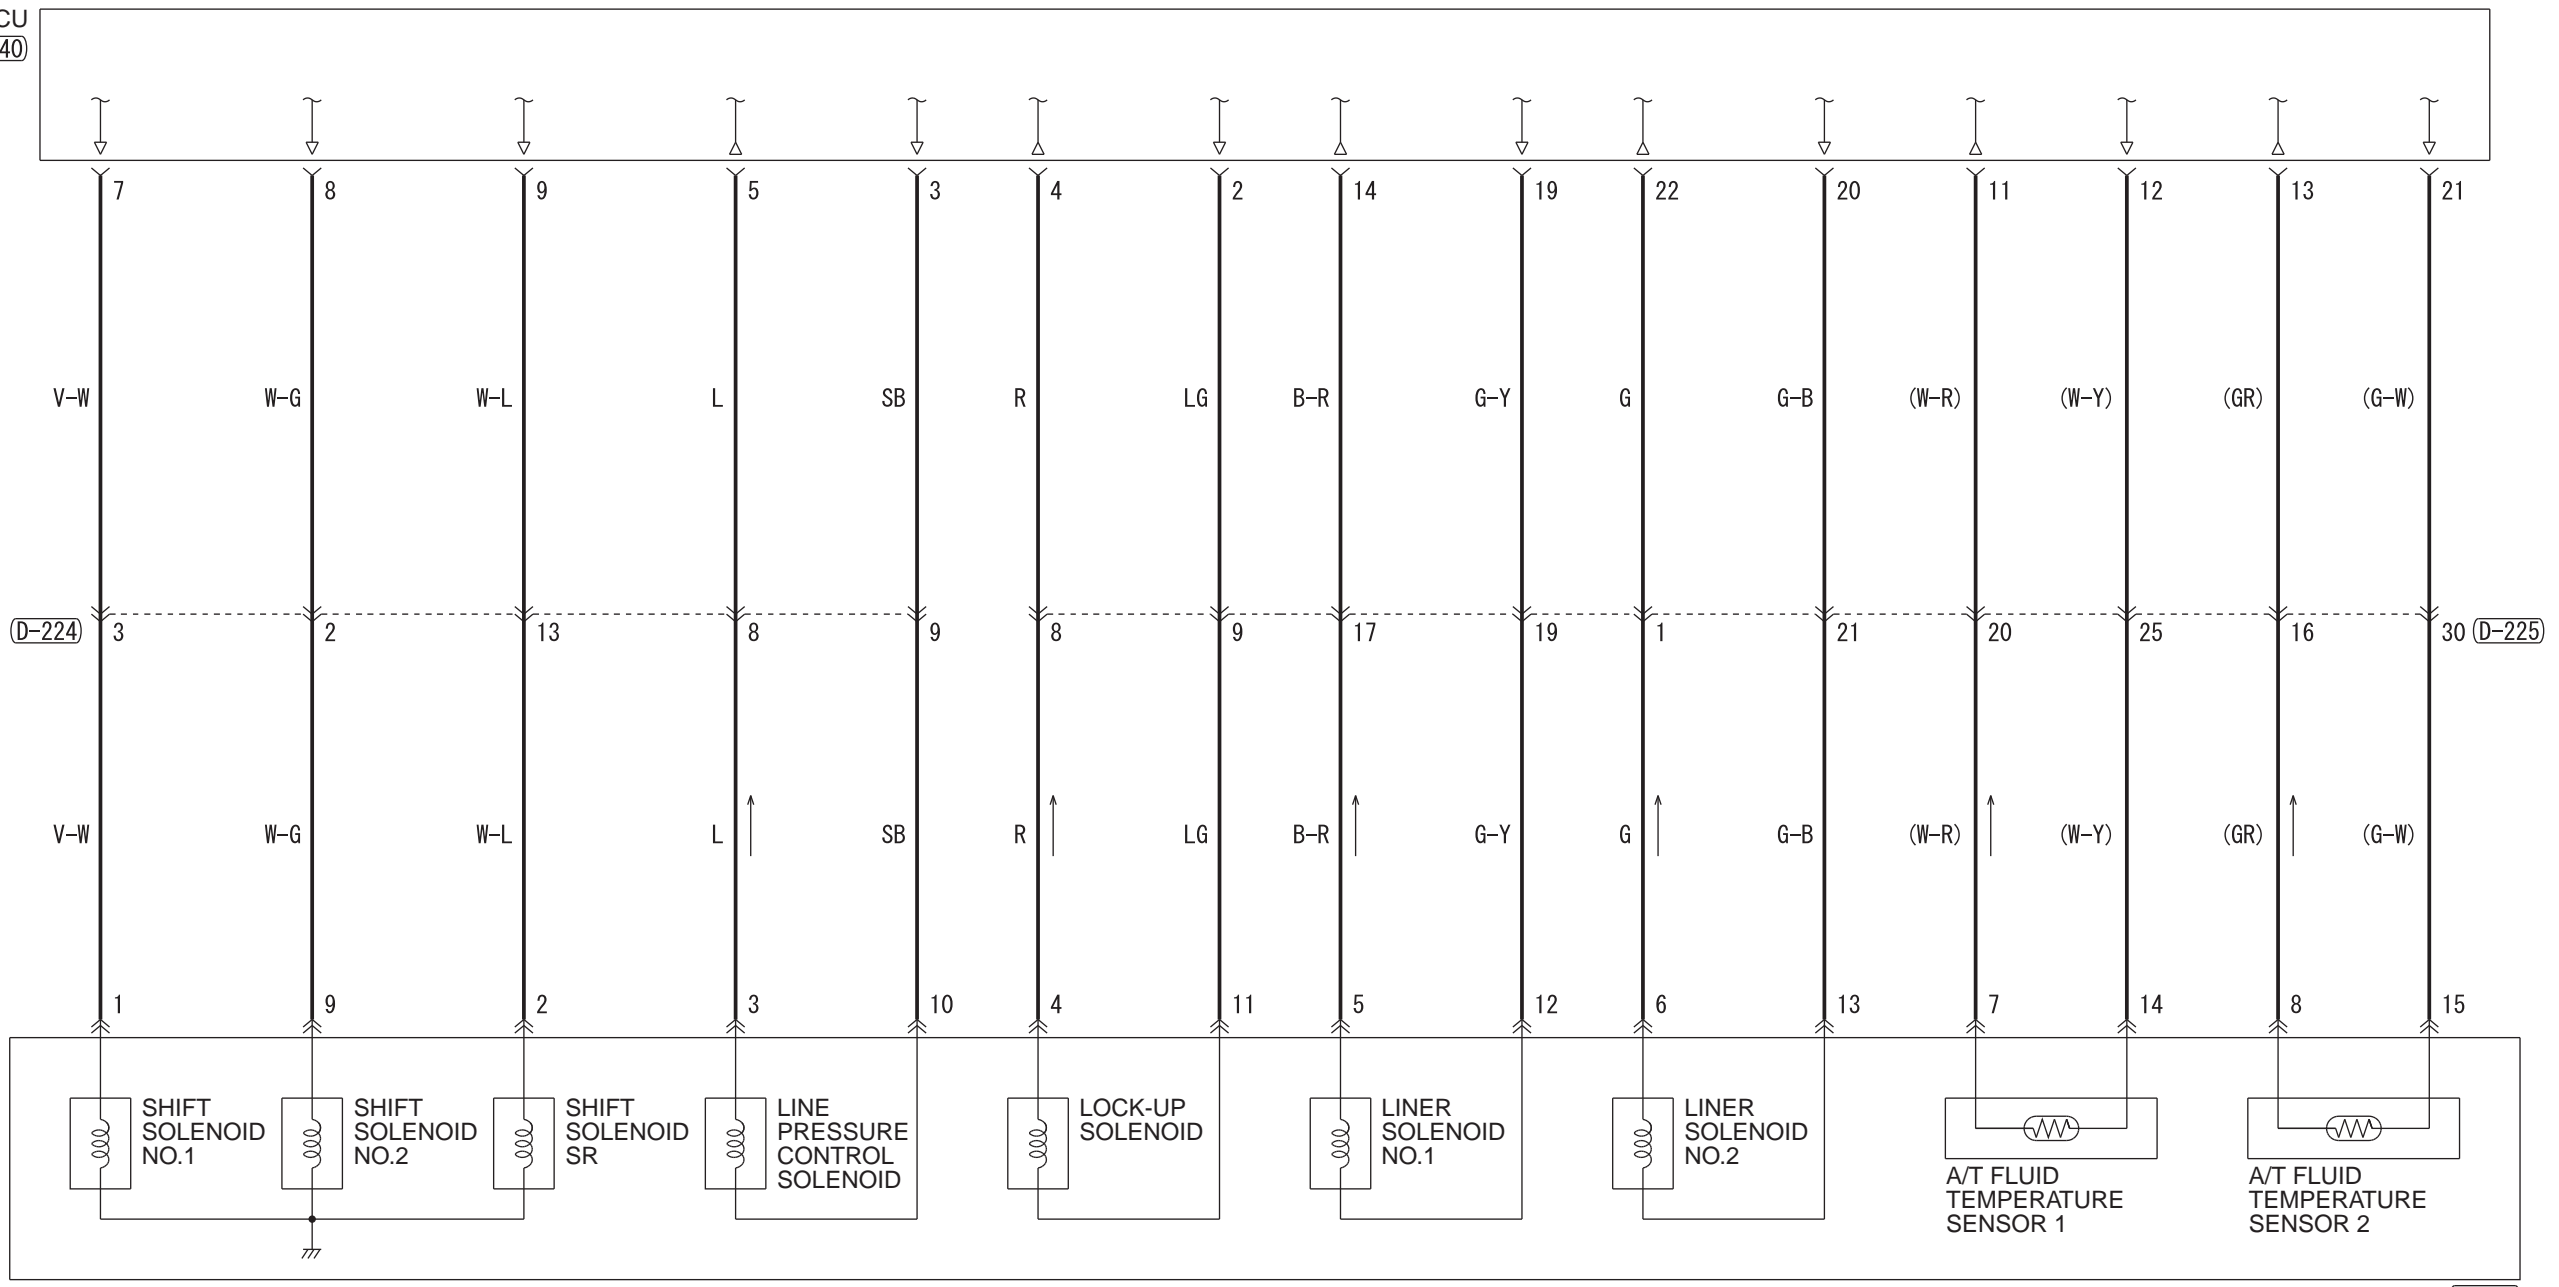 CU
40
7 8 9 5 3 4 2 14 19 22 20 11 12 13 21
V-W W-G W-L L SB R LG B-R G-Y G G-B (W-R) (W-Y) (GR) (G-W)
D-224 3 2 13 8 9 8 9 17 19 1 21 20 25 16 30 D-225
V-W W-G W-L L SB R LG B-R G-Y G G-B (W-R) (W-Y) (GR) (G-W)
1 9 2 3 10 4 11 5 12 6 13 7 14 8 15
SHIFT
SOLENOID
NO.1
SHIFT
SOLENOID
NO.2
SHIFT
SOLENOID
SR
LINE
PRESSURE
CONTROL
SOLENOID
LOCK-UP
SOLENOID
LINER
SOLENOID
NO.1
LINER
SOLENOID
NO.2
A/T FLUID
TEMPERATURE
SENSOR 1
A/T FLUID
TEMPERATURE
SENSOR 2